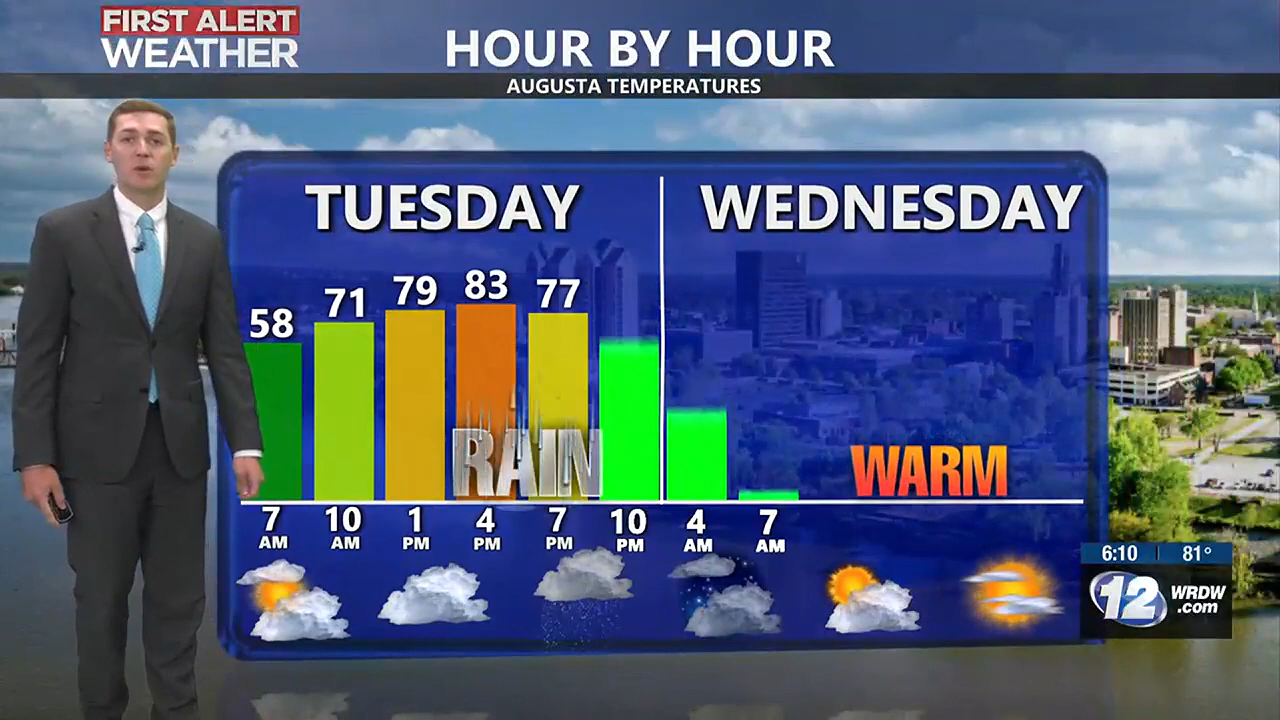 FIRST ALERT
WEATHER
HOUR BY HOUR
AUGUSTA TEMPERATURES
TUESDAY
WEDNESDAY
58
71
79
83
77
RAIN
WARM
7
AM
10
AM
1
PM
4
PM
7
PM
10
PM
4
AM
7
AM
6:10
81°
12
WRDW
.com